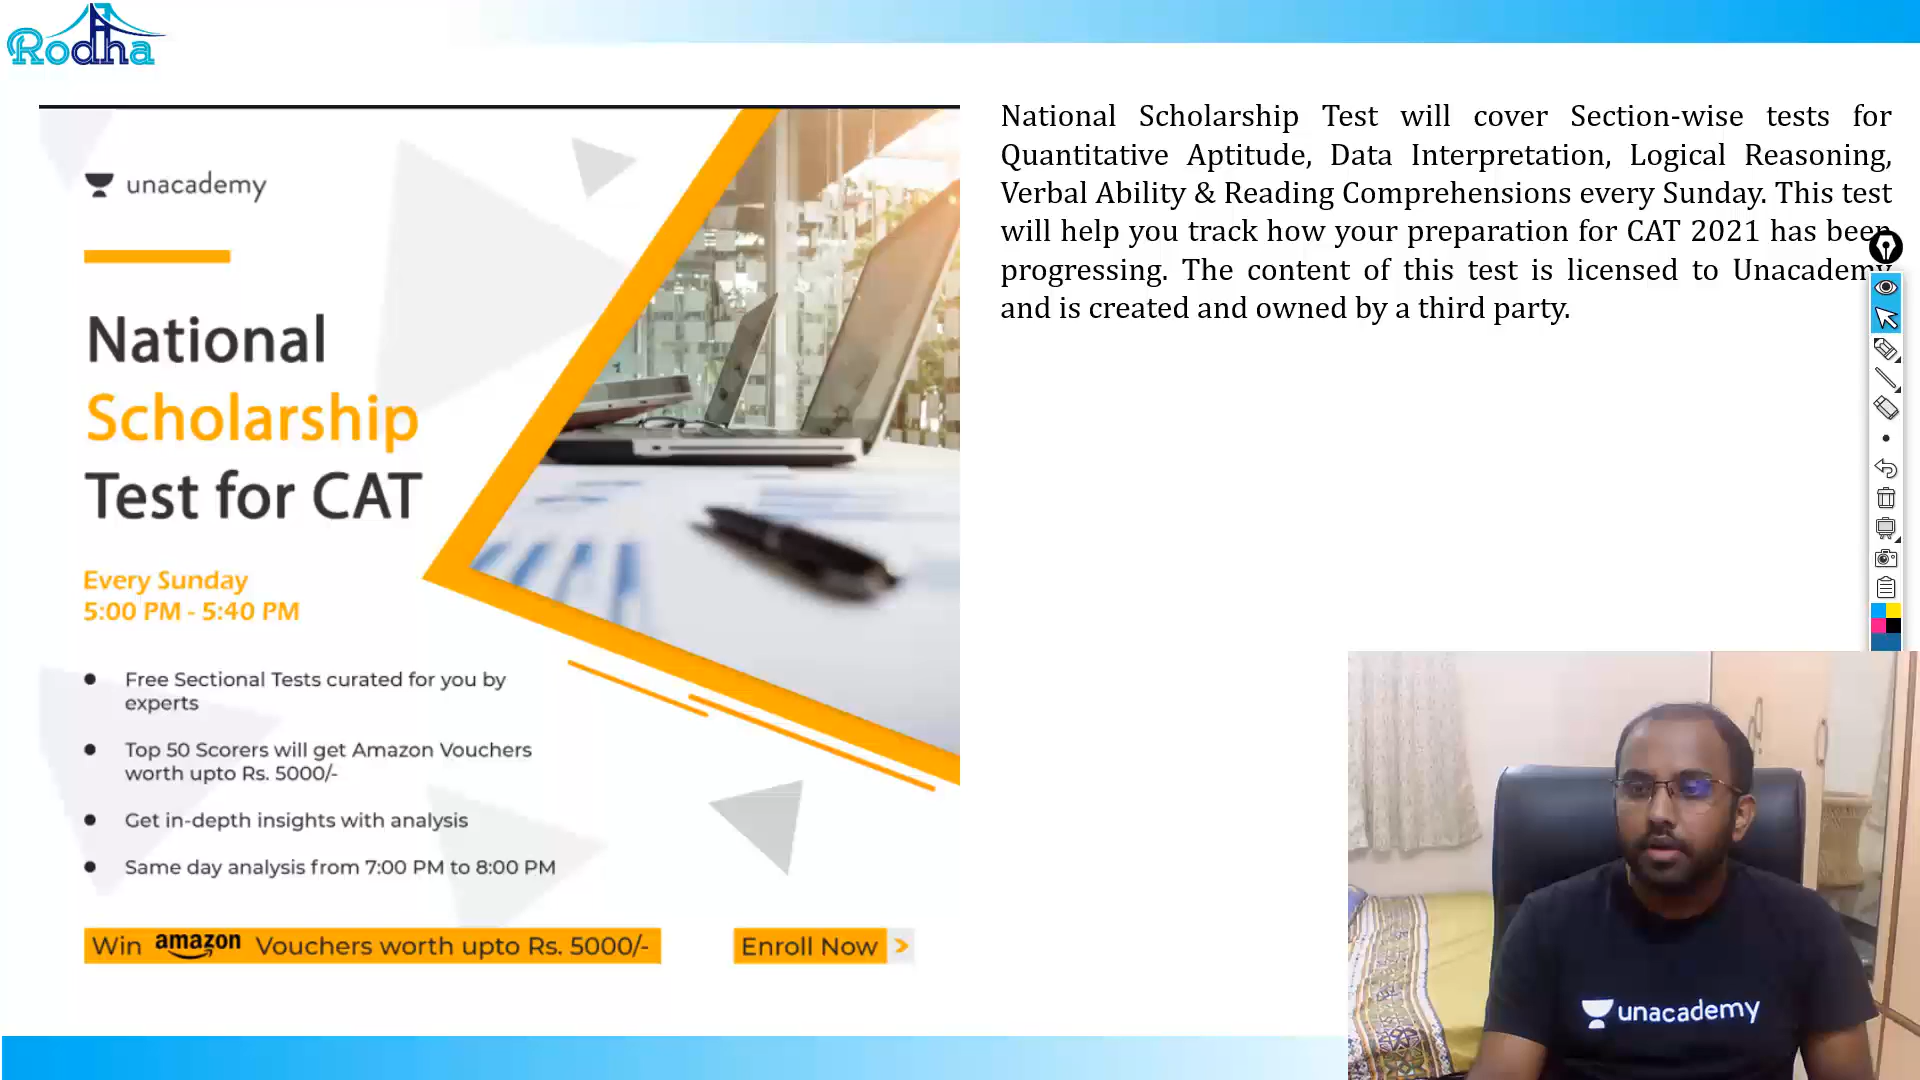 Rodha
unacademy
National
Scholarship
Test for CAT
Every Sunday
5:00 PM - 5:40 PM
Free Sectional Tests curated for you by
experts
Top 50 Scorers will get Amazon Vouchers
worth upto Rs. 5000/-
Get in-depth insights with analysis
Same day analysis from 7:00 PM to 8:00 PM
Win amazon Vouchers worth upto Rs. 5000/-
Enroll Now >
National Scholarship Test will cover Section-wise tests for
Quantitative Aptitude, Data Interpretation, Logical Reasoning,
Verbal Ability & Reading Comprehensions every Sunday. This test
will help you track how your preparation for CAT 2021 has been
progressing. The content of this test is licensed to Unacademy
and is created and owned by a third party.
unacademy